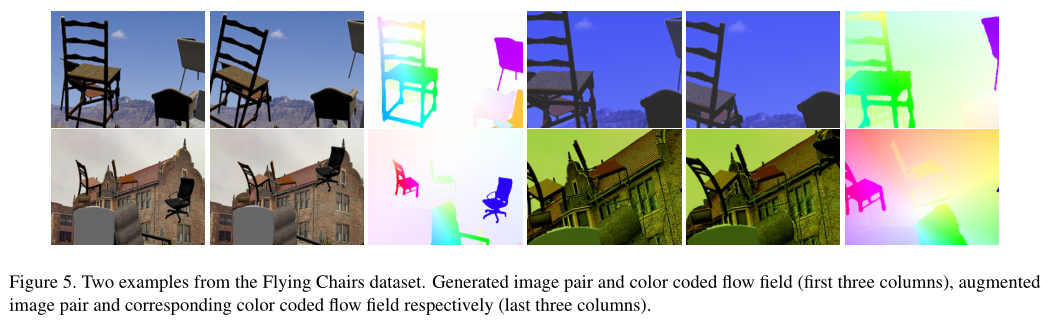 Figure 5. Two examples from the Flying Chairs dataset. Generated image pair and color coded flow field (first three columns), augmented
image pair and corresponding color coded flow field respectively (last three columns).